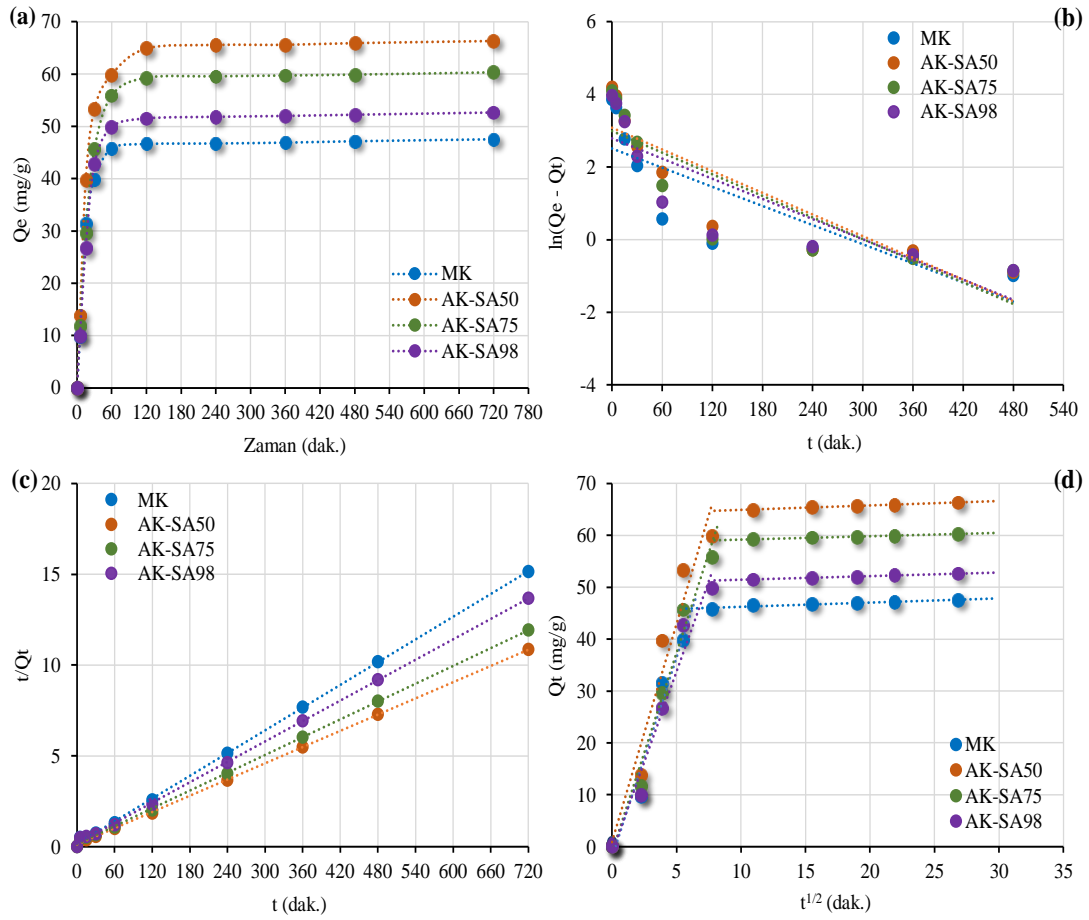 (a)
Qe (mg/g)
70
60
50
40
30
20
10
0
MK
AK-SA50
AK-SA75
AK-SA98
0 60 120 180 240 300 360 420 480 540 600 660 720 780
Zaman (dak.)
(b)
ln(Qe - Qt)
6
4
2
0
-2
-4
MK
AK-SA50
AK-SA75
AK-SA98
0 60 120 180 240 300 360 420 480 540
t (dak.)
(c)
t/Qt
20
15
10
5
0
MK
AK-SA50
AK-SA75
AK-SA98
0 60 120 180 240 300 360 420 480 540 600 660 720
t (dak.)
(d)
Qt (mg/g)
70
60
50
40
30
20
10
0
MK
AK-SA50
AK-SA75
AK-SA98
0 5 10 15 20 25 30 35
t1/2 (dak.)